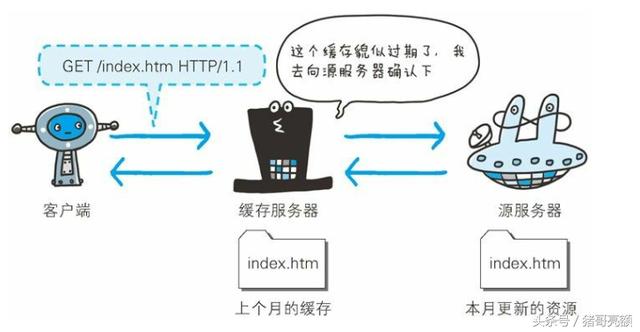 GET /index.htm HTTP/1.1
这个缓存貌似过期了，我
去向源服务器确认下
客户端
缓存服务器
源服务器
index.htm
index.htm
上个月的缓存
本月更新的资源
头条号 / 猪哥亮额